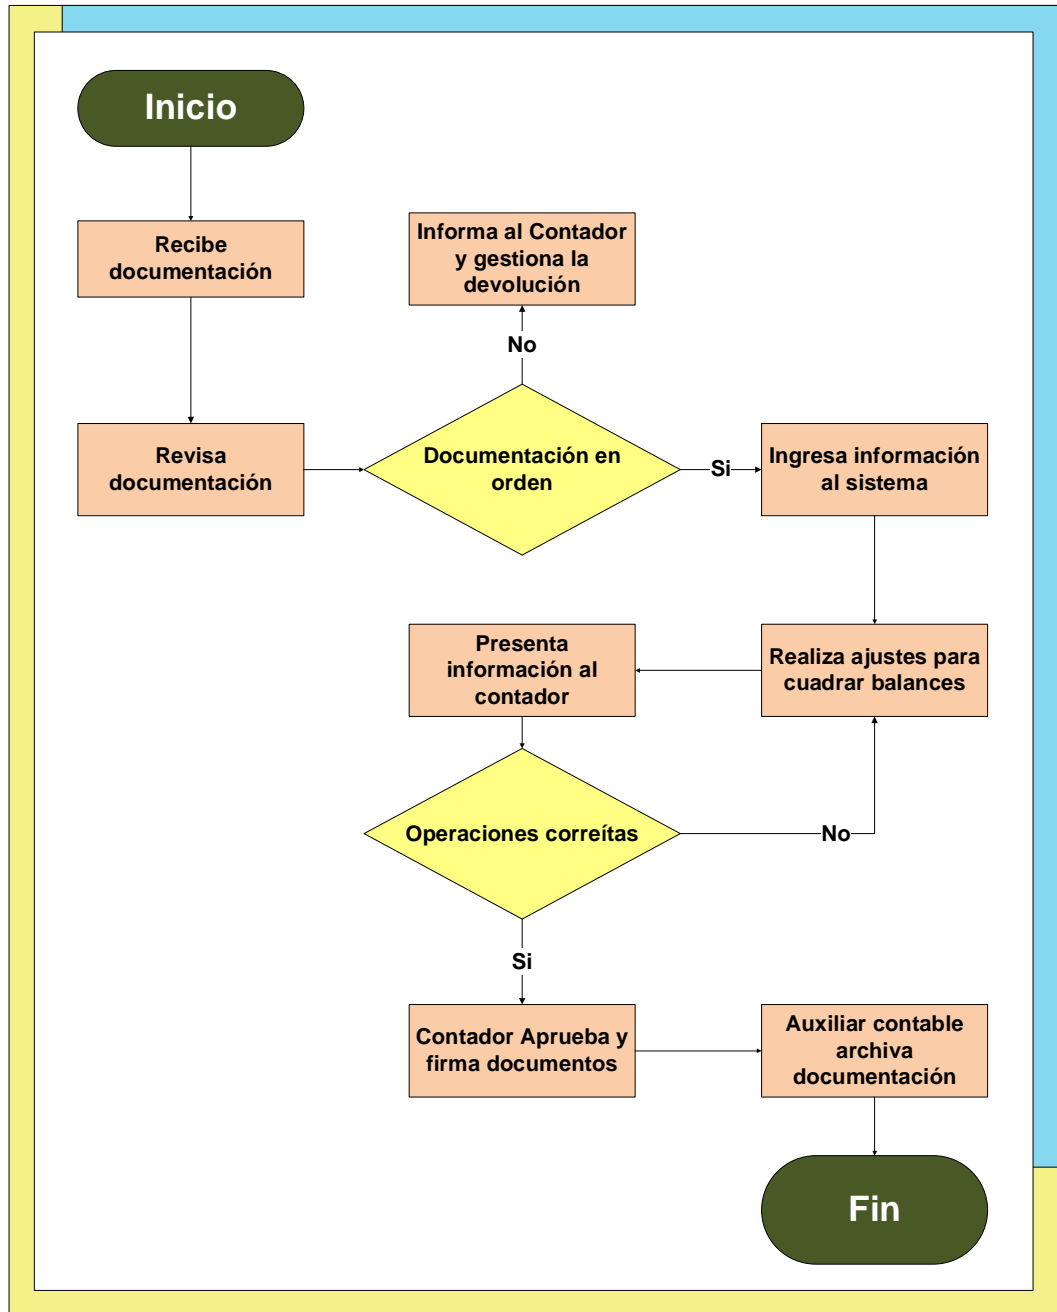 Inicio
Recibe
documentación
Informa al Contador
y gestiona la
devolución
No
Revisa
documentación
Documentación en
orden
Si
Ingresa información
al sistema
Presenta
información al
contador
Realiza ajustes para
cuadrar balances
Operaciones correítas
No
Si
Contador Aprueba y
firma documentos
Auxiliar contable
archiva
documentación
Fin